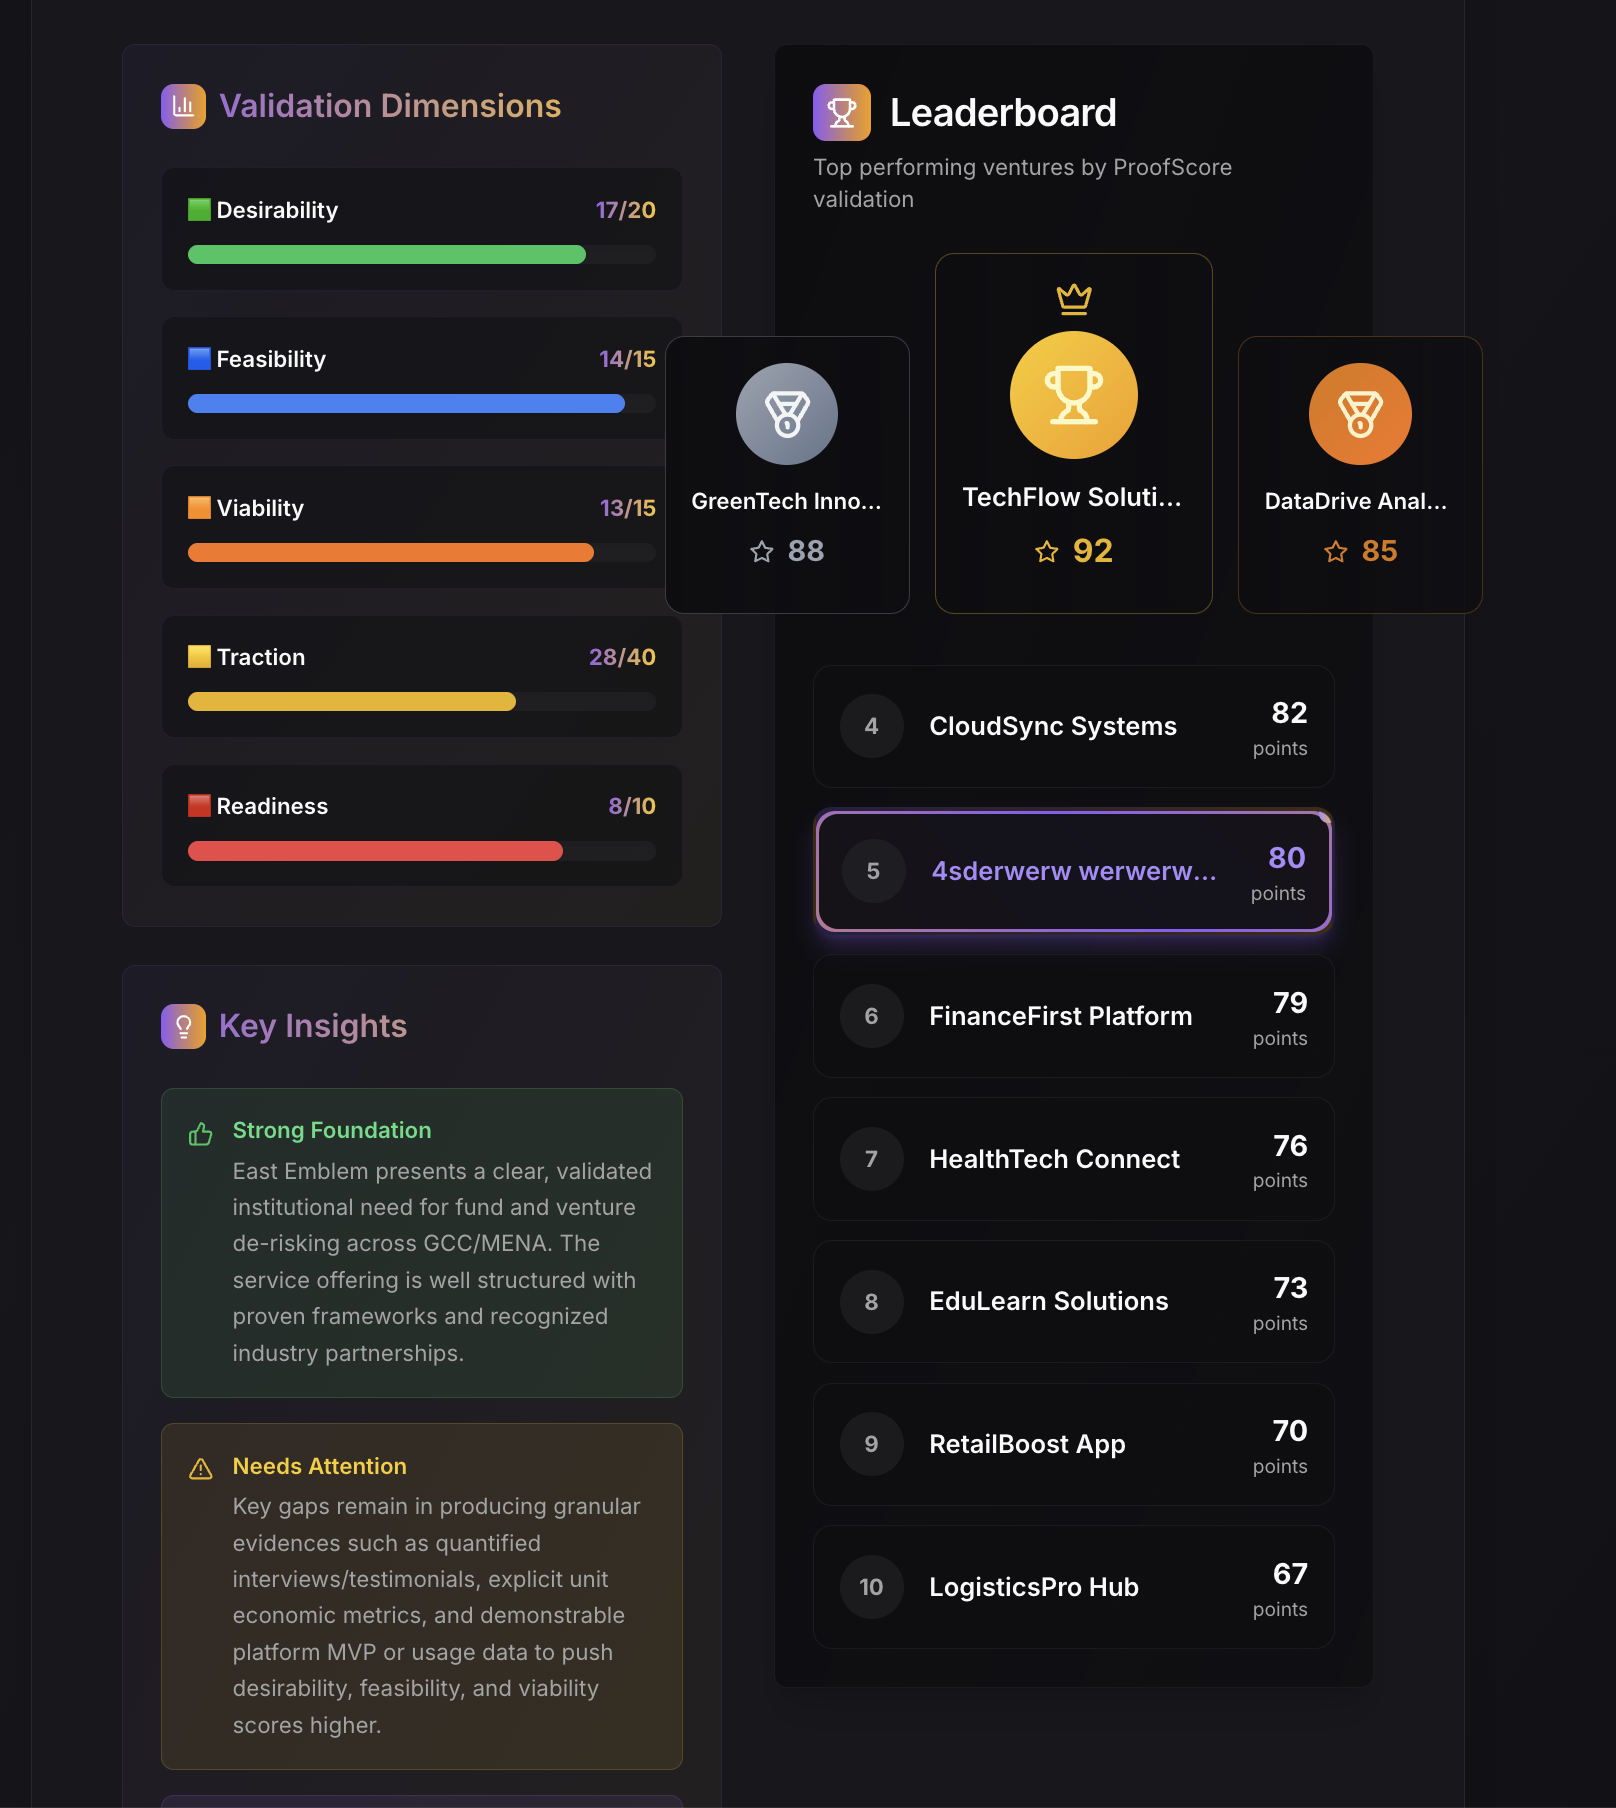 Validation Dimensions
Desirability 17/20
Feasibility 14/15
Viability 13/15
Traction 28/40
Readiness 8/10
Key Insights
Strong Foundation
East Emblem presents a clear, validated
institutional need for fund and venture
de-risking across GCC/MENA. The
service offering is well structured with
proven frameworks and recognized
industry partnerships.
Needs Attention
Key gaps remain in producing granular
evidences such as quantified
interviews/testimonials, explicit unit
economic metrics, and demonstrable
platform MVP or usage data to push
desirability, feasibility, and viability
scores higher.
Leaderboard
Top performing ventures by ProofScore
validation
GreenTech Inno...
88
TechFlow Soluti...
92
DataDrive Anal...
85
4 CloudSync Systems 82
points
5 4sderwerw werwerw... 80
points
6 FinanceFirst Platform 79
points
7 HealthTech Connect 76
points
8 EduLearn Solutions 73
points
9 RetailBoost App 70
points
10 LogisticsPro Hub 67
points